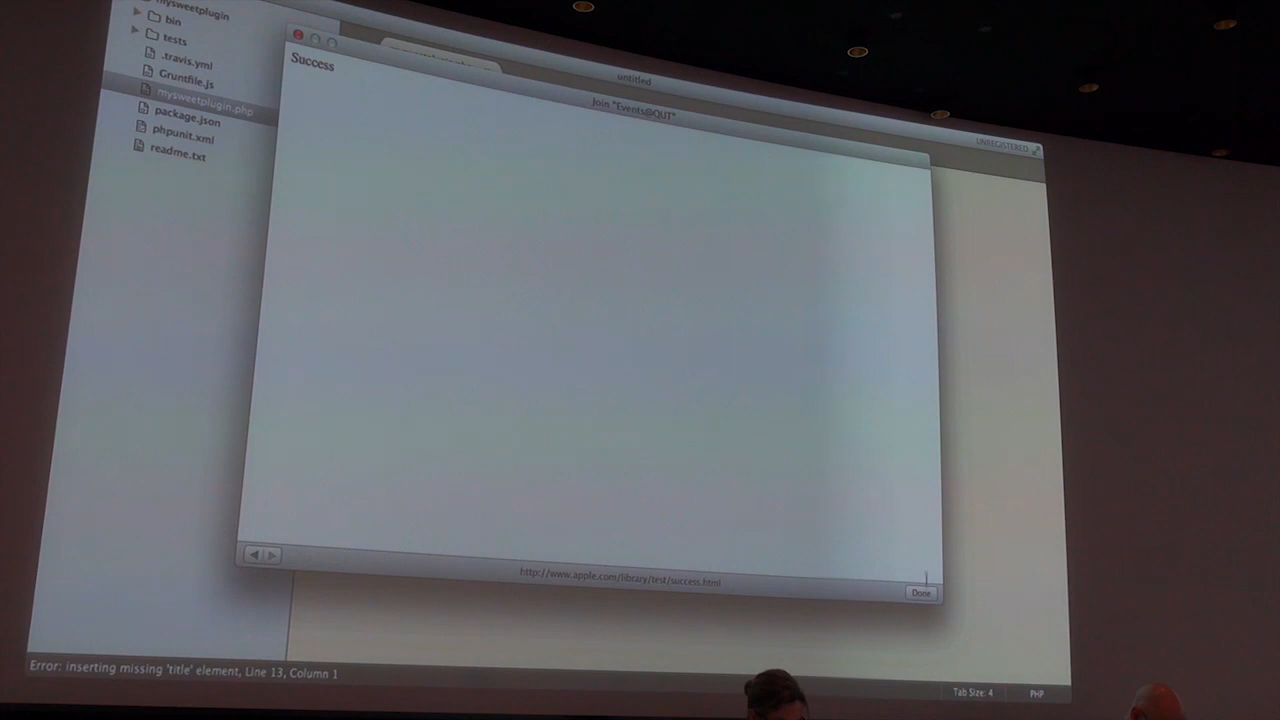 mysweetplugin
bin
tests
.travis.yml
Gruntfile.js
mysweetplugin.php
package.json
phpunit.xml
readme.txt
untitled
UNREGISTERED
Join "Events@QUT"
Success
http://www.apple.com/library/test/success.html
Done
Error: inserting missing 'title' element, Line 13, Column 1
Tab Size: 4
PHP